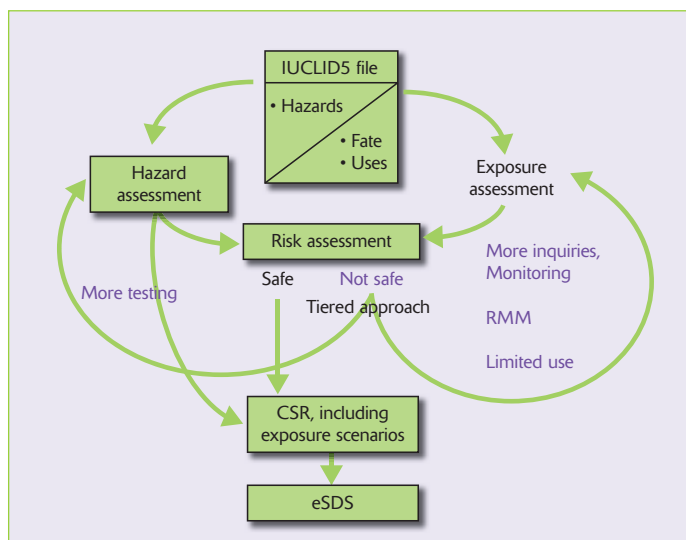 IUCLID5 file
• Hazards
• Fate
• Uses
Hazard
assessment
Exposure
assessment
Risk assessment
More inquiries,
Monitoring
RMM
Limited use
More testing
Safe
Not safe
Tiered approach
CSR, including
exposure scenarios
eSDS